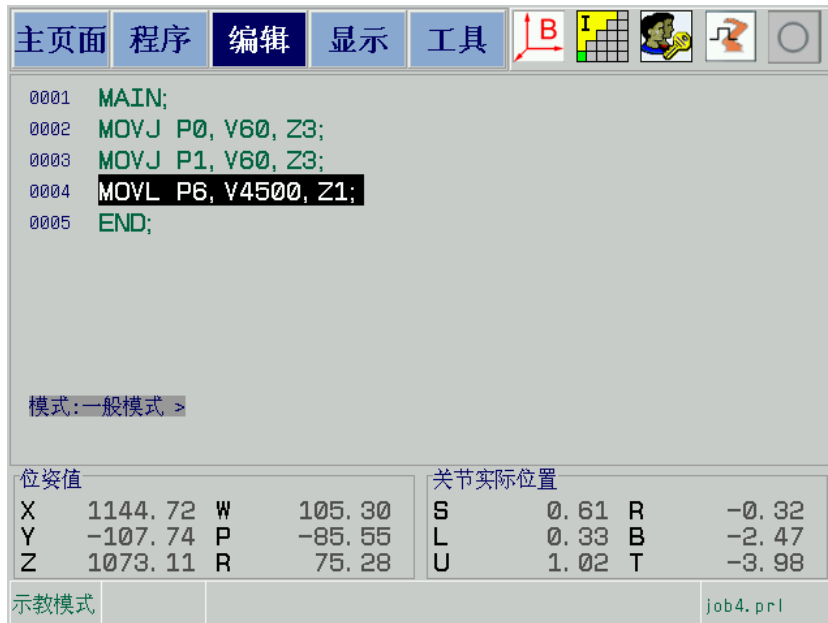 主页面 程序 编辑 显示 工具 B I
0001 MAIN;
0002 MOVJ P0, V60, Z3;
0003 MOVJ P1, V60, Z3;
0004 MOVL P6, V4500, Z1;
0005 END;
模式:一般模式 >
位姿值 关节实际位置
X 1144.72 W 105.30 S 0.61 R -0.32
Y -107.74 P -85.55 L 0.33 B -2.47
Z 1073.11 R 75.28 U 1.02 T -3.98
示教模式 job4.prl